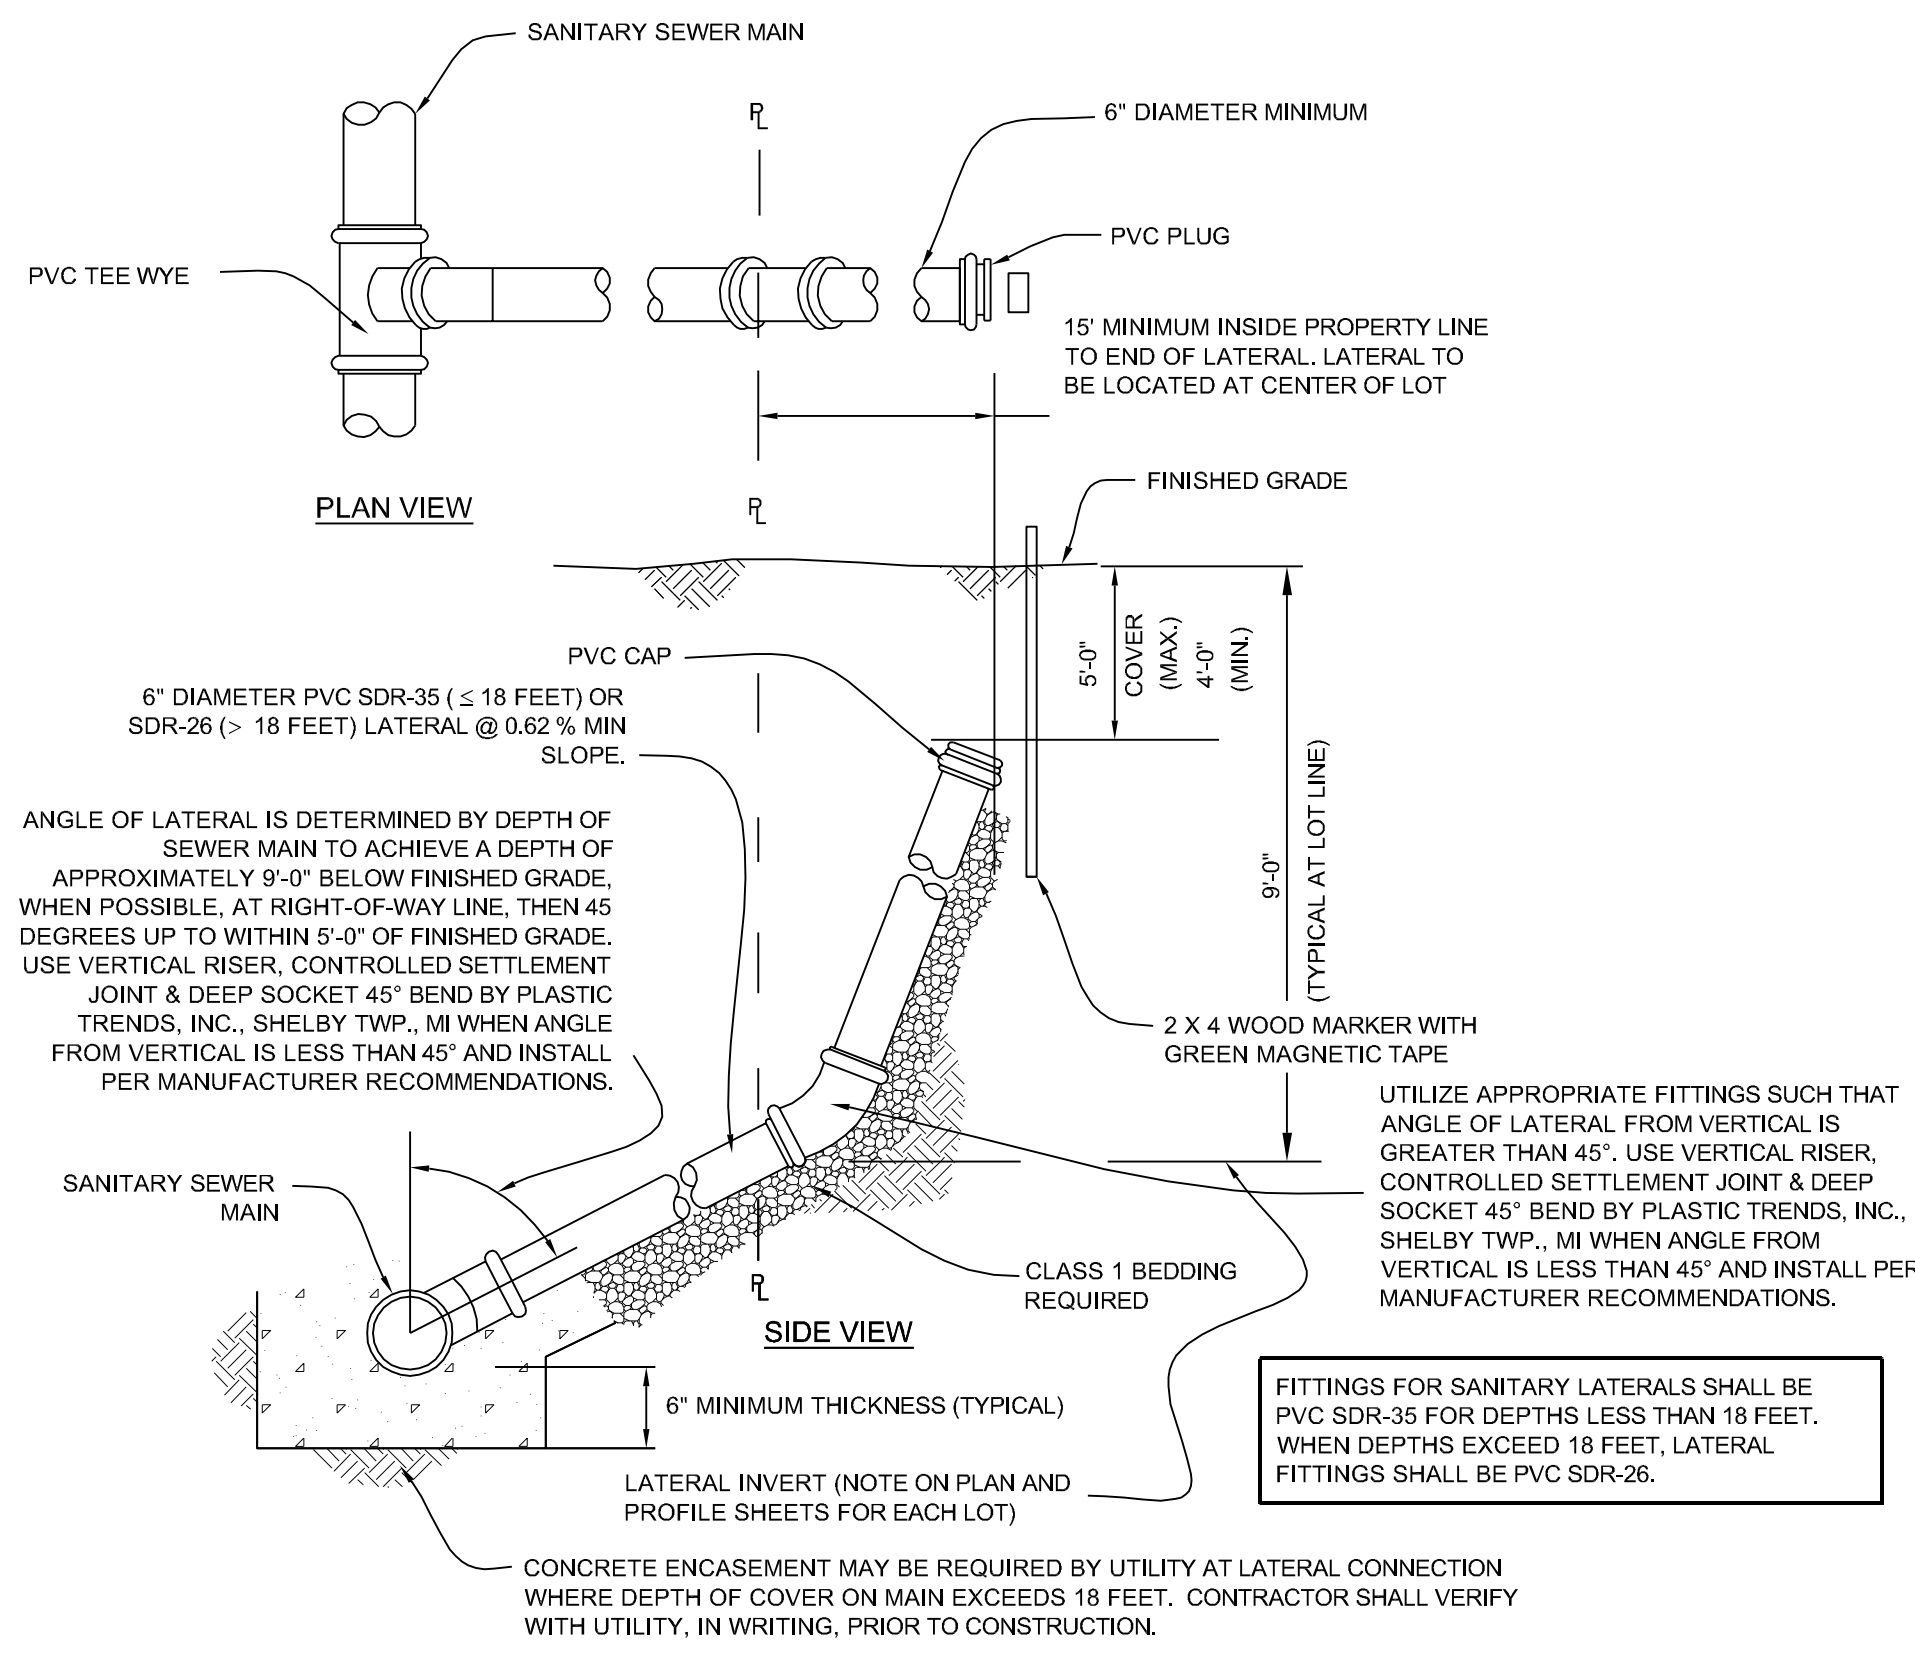 SANITARY SEWER MAIN
PL
6" DIAMETER MINIMUM
PVC PLUG
PVC TEE WYE
15' MINIMUM INSIDE PROPERTY LINE
TO END OF LATERAL. LATERAL TO
BE LOCATED AT CENTER OF LOT
PLAN VIEW
PL
FINISHED GRADE
5'-0"
COVER
(MAX.)
4'-0"
(MIN.)
PVC CAP
6" DIAMETER PVC SDR-35 ( ≤ 18 FEET) OR
SDR-26 (> 18 FEET) LATERAL @ 0.62 % MIN
SLOPE.
9'-0"
(TYPICAL AT LOT LINE)
ANGLE OF LATERAL IS DETERMINED BY DEPTH OF
SEWER MAIN TO ACHIEVE A DEPTH OF
APPROXIMATELY 9'-0" BELOW FINISHED GRADE,
WHEN POSSIBLE, AT RIGHT-OF-WAY LINE, THEN 45
DEGREES UP TO WITHIN 5'-0" OF FINISHED GRADE.
USE VERTICAL RISER, CONTROLLED SETTLEMENT
JOINT & DEEP SOCKET 45° BEND BY PLASTIC
TRENDS, INC., SHELBY TWP., MI WHEN ANGLE
FROM VERTICAL IS LESS THAN 45° AND INSTALL
PER MANUFACTURER RECOMMENDATIONS.
2 X 4 WOOD MARKER WITH
GREEN MAGNETIC TAPE
UTILIZE APPROPRIATE FITTINGS SUCH THAT
ANGLE OF LATERAL FROM VERTICAL IS
GREATER THAN 45°. USE VERTICAL RISER,
CONTROLLED SETTLEMENT JOINT & DEEP
SOCKET 45° BEND BY PLASTIC TRENDS, INC.,
SHELBY TWP., MI WHEN ANGLE FROM
VERTICAL IS LESS THAN 45° AND INSTALL PER
MANUFACTURER RECOMMENDATIONS.
SANITARY SEWER
MAIN
CLASS 1 BEDDING
REQUIRED
PL
SIDE VIEW
6" MINIMUM THICKNESS (TYPICAL)
FITTINGS FOR SANITARY LATERALS SHALL BE
PVC SDR-35 FOR DEPTHS LESS THAN 18 FEET.
WHEN DEPTHS EXCEED 18 FEET, LATERAL
FITTINGS SHALL BE PVC SDR-26.
LATERAL INVERT (NOTE ON PLAN AND
PROFILE SHEETS FOR EACH LOT)
CONCRETE ENCASEMENT MAY BE REQUIRED BY UTILITY AT LATERAL CONNECTION
WHERE DEPTH OF COVER ON MAIN EXCEEDS 18 FEET. CONTRACTOR SHALL VERIFY
WITH UTILITY, IN WRITING, PRIOR TO CONSTRUCTION.